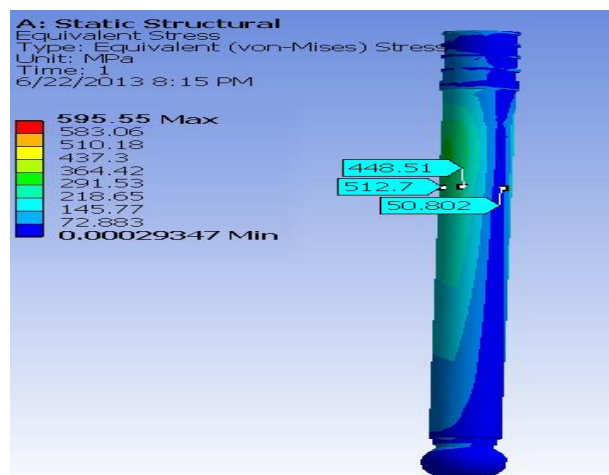 A: Static Structural
Equivalent Stress
Type: Equivalent (von-Mises) Stress
Unit: MPa
Time: 1
6/22/2013 8:15 PM
595.55 Max
583.06
510.18
437.3
364.42
291.53
218.65
145.77
72.883
0.00029347 Min
448.51
512.7
50.802